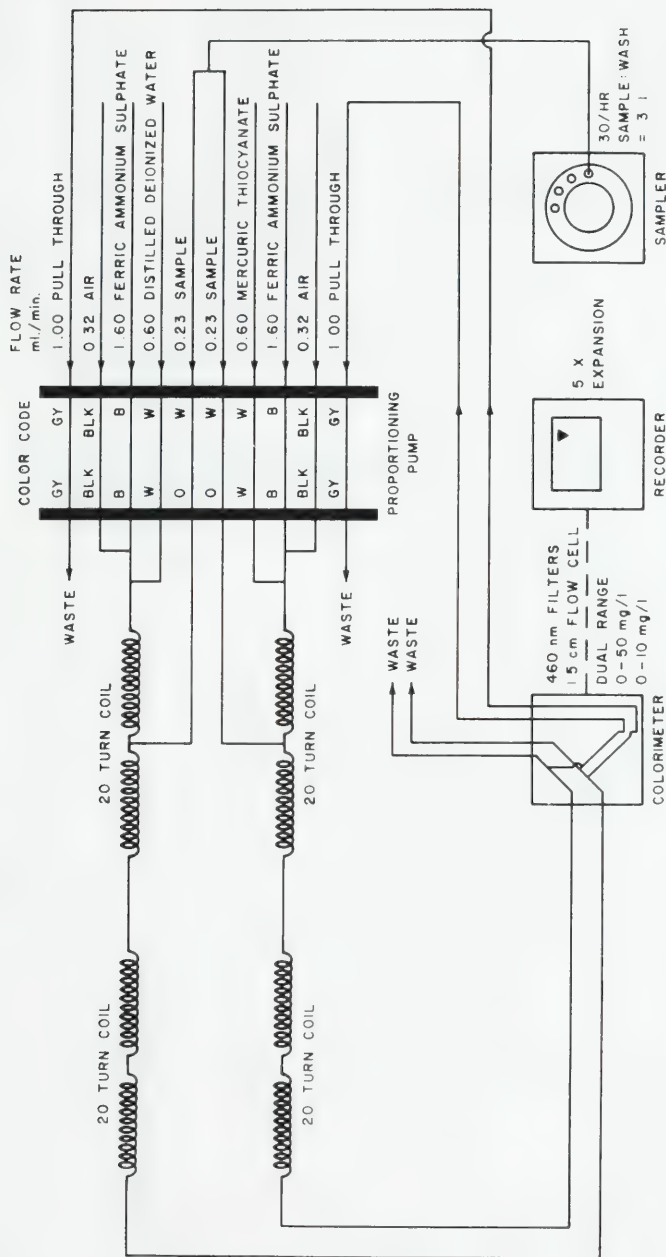 FLOW RATE
ml./min.
COLOR CODE
GY GY 1.00 PULL THROUGH
WASTE
BLK BLK 0.32 AIR
B B 1.60 FERRIC AMMONIUM SULPHATE
W W 0.60 DISTILLED DEIONIZED WATER
O W 0.23 SAMPLE
O W 0.23 SAMPLE
W W 0.60 MERCURIC THIOCYANATE
B B 1.60 FERRIC AMMONIUM SULPHATE
BLK BLK 0.32 AIR
GY GY 1.00 PULL THROUGH
WASTE
PROPORTIONING
PUMP
20 TURN COIL
20 TURN COIL
20 TURN COIL
20 TURN COIL
WASTE
WASTE
460 nm FILTERS
1 5 cm FLOW CELL
DUAL RANGE
0-50 mg/l
0-10 mg/l
COLORIMETER
5 X
EXPANSION
RECORDER
30/HR
SAMPLE:WASH
= 3 1
SAMPLER